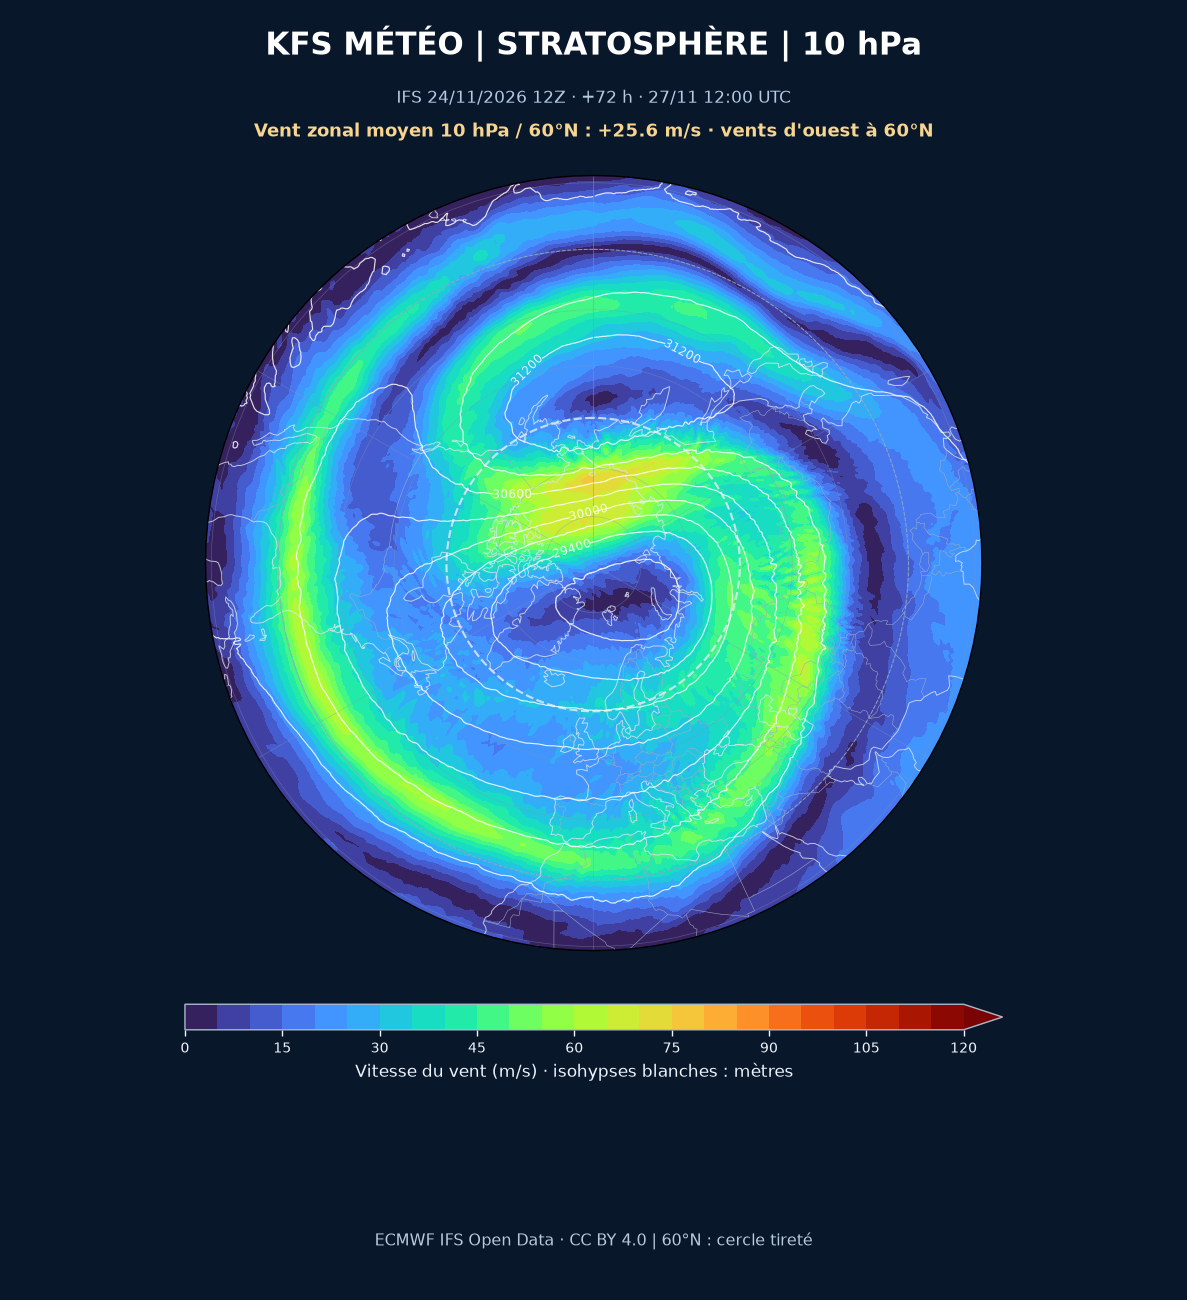 KFS MÉTÉO | STRATOSPHÈRE | 10 hPa
IFS 24/11/2026 12Z · +72 h · 27/11 12:00 UTC
Vent zonal moyen 10 hPa / 60°N : +25.6 m/s · vents d'ouest à 60°N
31200
31200
30600
30000
29400
0 15 30 45 60 75 90 105 120
Vitesse du vent (m/s) · isohypses blanches : mètres
ECMWF IFS Open Data · CC BY 4.0 | 60°N : cercle tireté